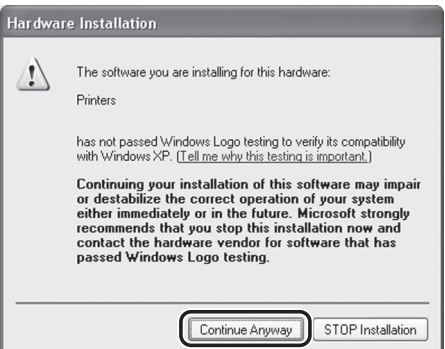 Hardware Installation
The software you are installing for this hardware:
Printers
has not passed Windows Logo testing to verify its compatibility
with Windows XP. (Tell me why this testing is important.)
Continuing your installation of this software may impair
or destabilize the correct operation of your system
either immediately or in the future. Microsoft strongly
recommends that you stop this installation now and
contact the hardware vendor for software that has
passed Windows Logo testing.
Continue Anyway
STOP Installation